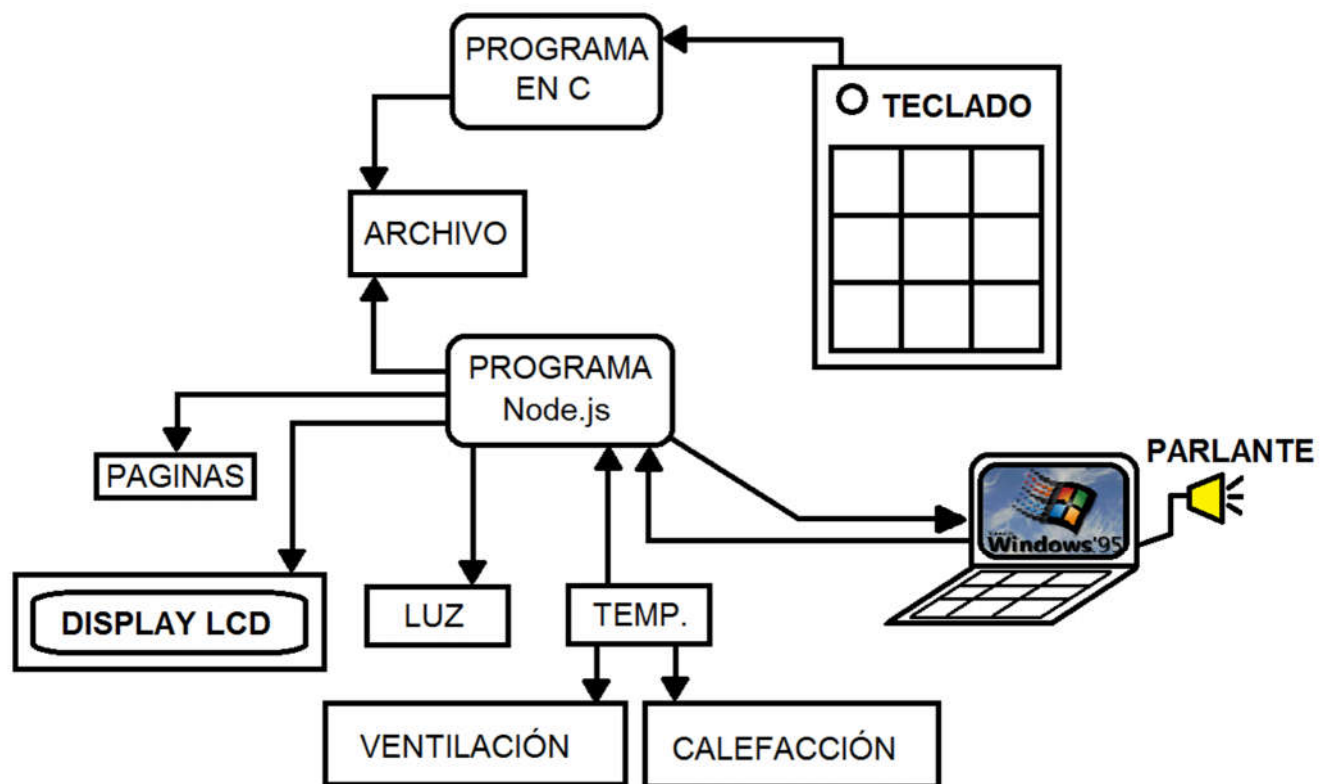 PROGRAMA
EN C
TECLADO
ARCHIVO
PROGRAMA
Node.js
PAGINAS
PARLANTE
Windows'95
DISPLAY LCD
LUZ
TEMP.
VENTILACIÓN
CALEFACCIÓN